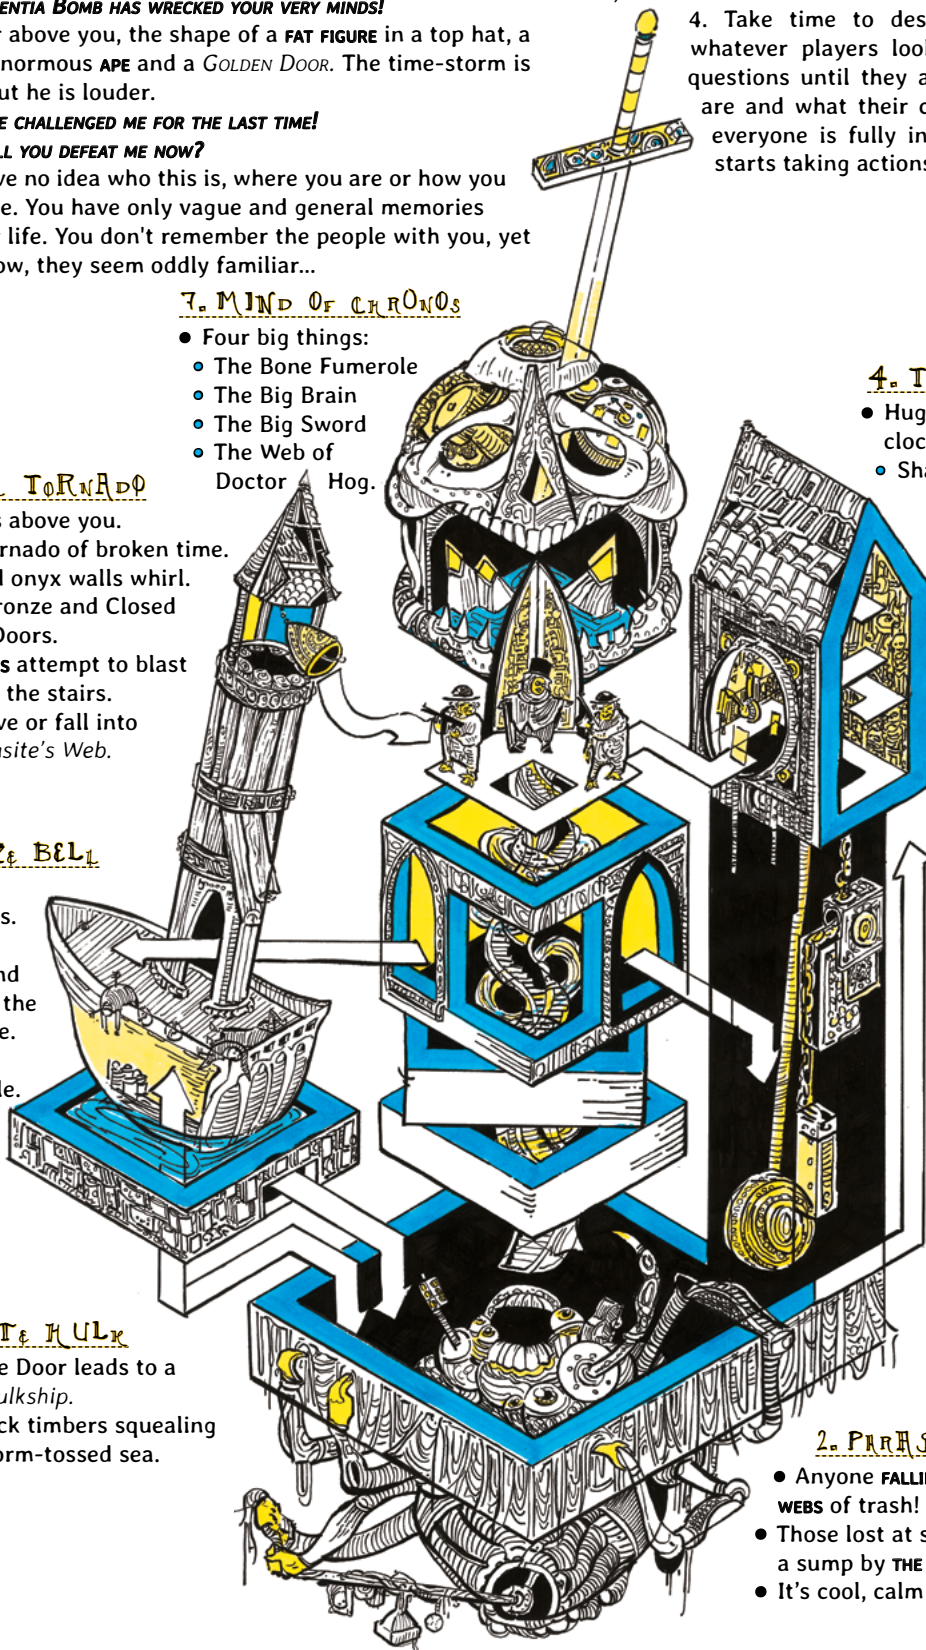 ENTIA BOMB HAS WRECKED YOUR VERY MINDS!
above you, the shape of a FAT FIGURE in a top hat, a
normous APE and a GOLDEN DOOR. The time-storm is
ut he is louder.
E CHALLENGED ME FOR THE LAST TIME!
LL YOU DEFEAT ME NOW?
ve no idea who this is, where you are or how you
e. You have only vague and general memories
life. You don't remember the people with you, yet
ow, they seem oddly familiar...
4. Take time to des
whatever players look
questions until they a
are and what their c
everyone is fully in
starts taking actions
7. MIND OF CHRONOS
● Four big things:
● The Bone Fumerole
● The Big Brain
● The Big Sword
● The Web of
Doctor Hog.
4. T
● Hug
cloc
● Sha
L TORNADO
s above you.
rnado of broken time.
d onyx walls whirl.
ronze and Closed
Doors.
s attempt to blast
the stairs.
ve or fall into
asite's Web.
ZE BELL
s.
nd
the
e.
le.
TE HULK
e Door leads to a
ulkship.
ck timbers squealing
orm-tossed sea.
2. PARAS
● Anyone FALLI
WEBS of trash!
● Those lost at s
a sump by THE
● It's cool, calm